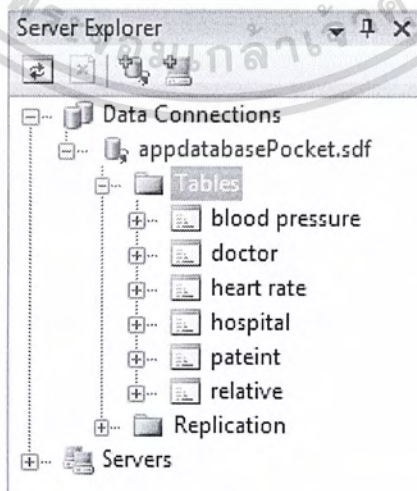 Server Explorer
Data Connections
appdatabasePocket.sdf
Tables
blood pressure
doctor
heart rate
hospital
pateint
relative
Replication
Servers